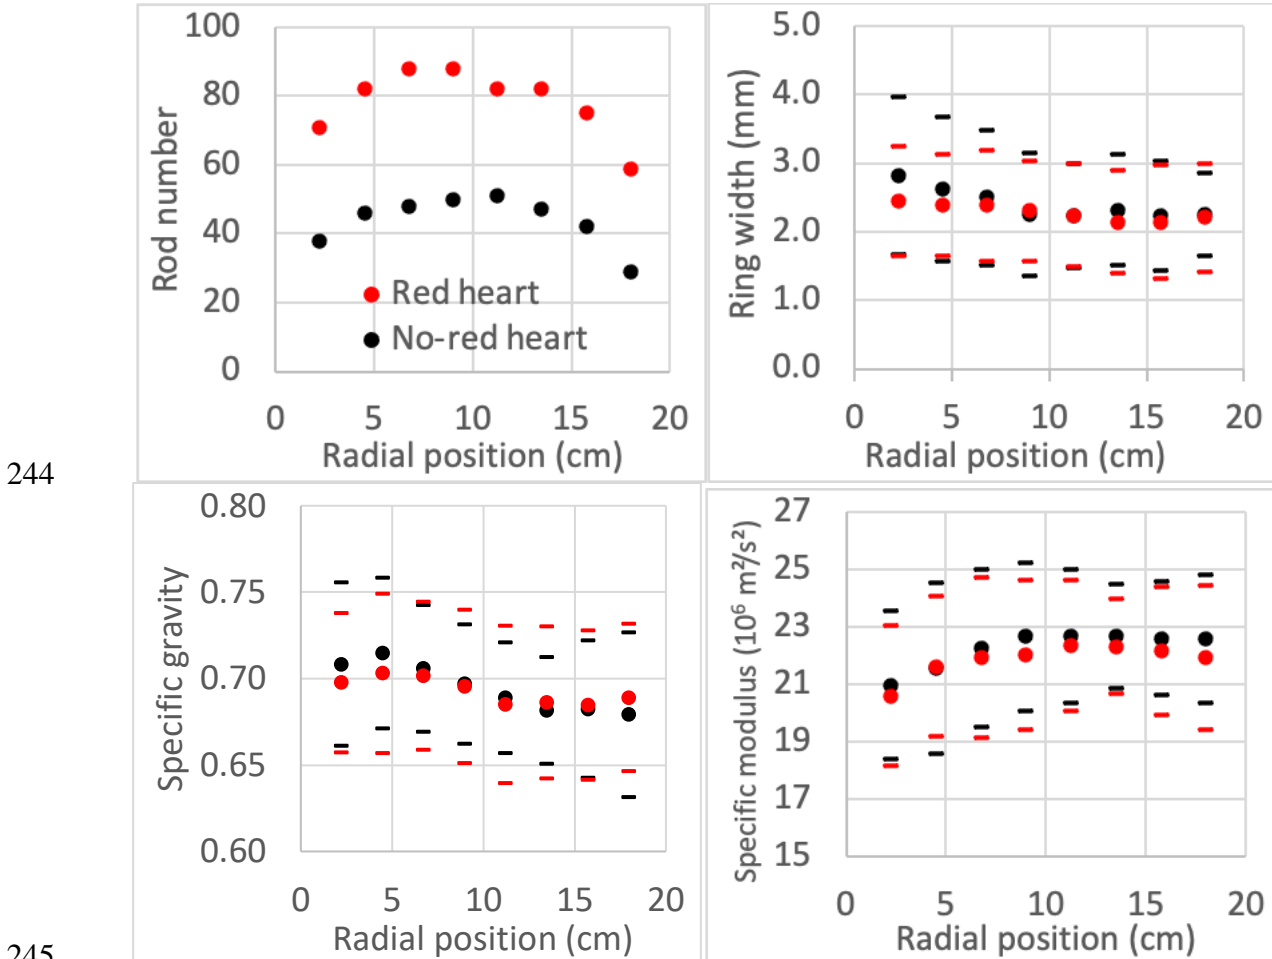 100
80
60
40
20
0
Rod number
Red heart
No-red heart
0 5 10 15 20
Radial position (cm)
5.0
4.0
3.0
2.0
1.0
0.0
Ring width (mm)
0 5 10 15 20
Radial position (cm)
244
0.80
0.75
0.70
0.65
0.60
Specific gravity
0 5 10 15 20
Radial position (cm)
27
25
23
21
19
17
15
Specific modulus (10⁶ m²/s²)
0 5 10 15 20
Radial position (cm)
245